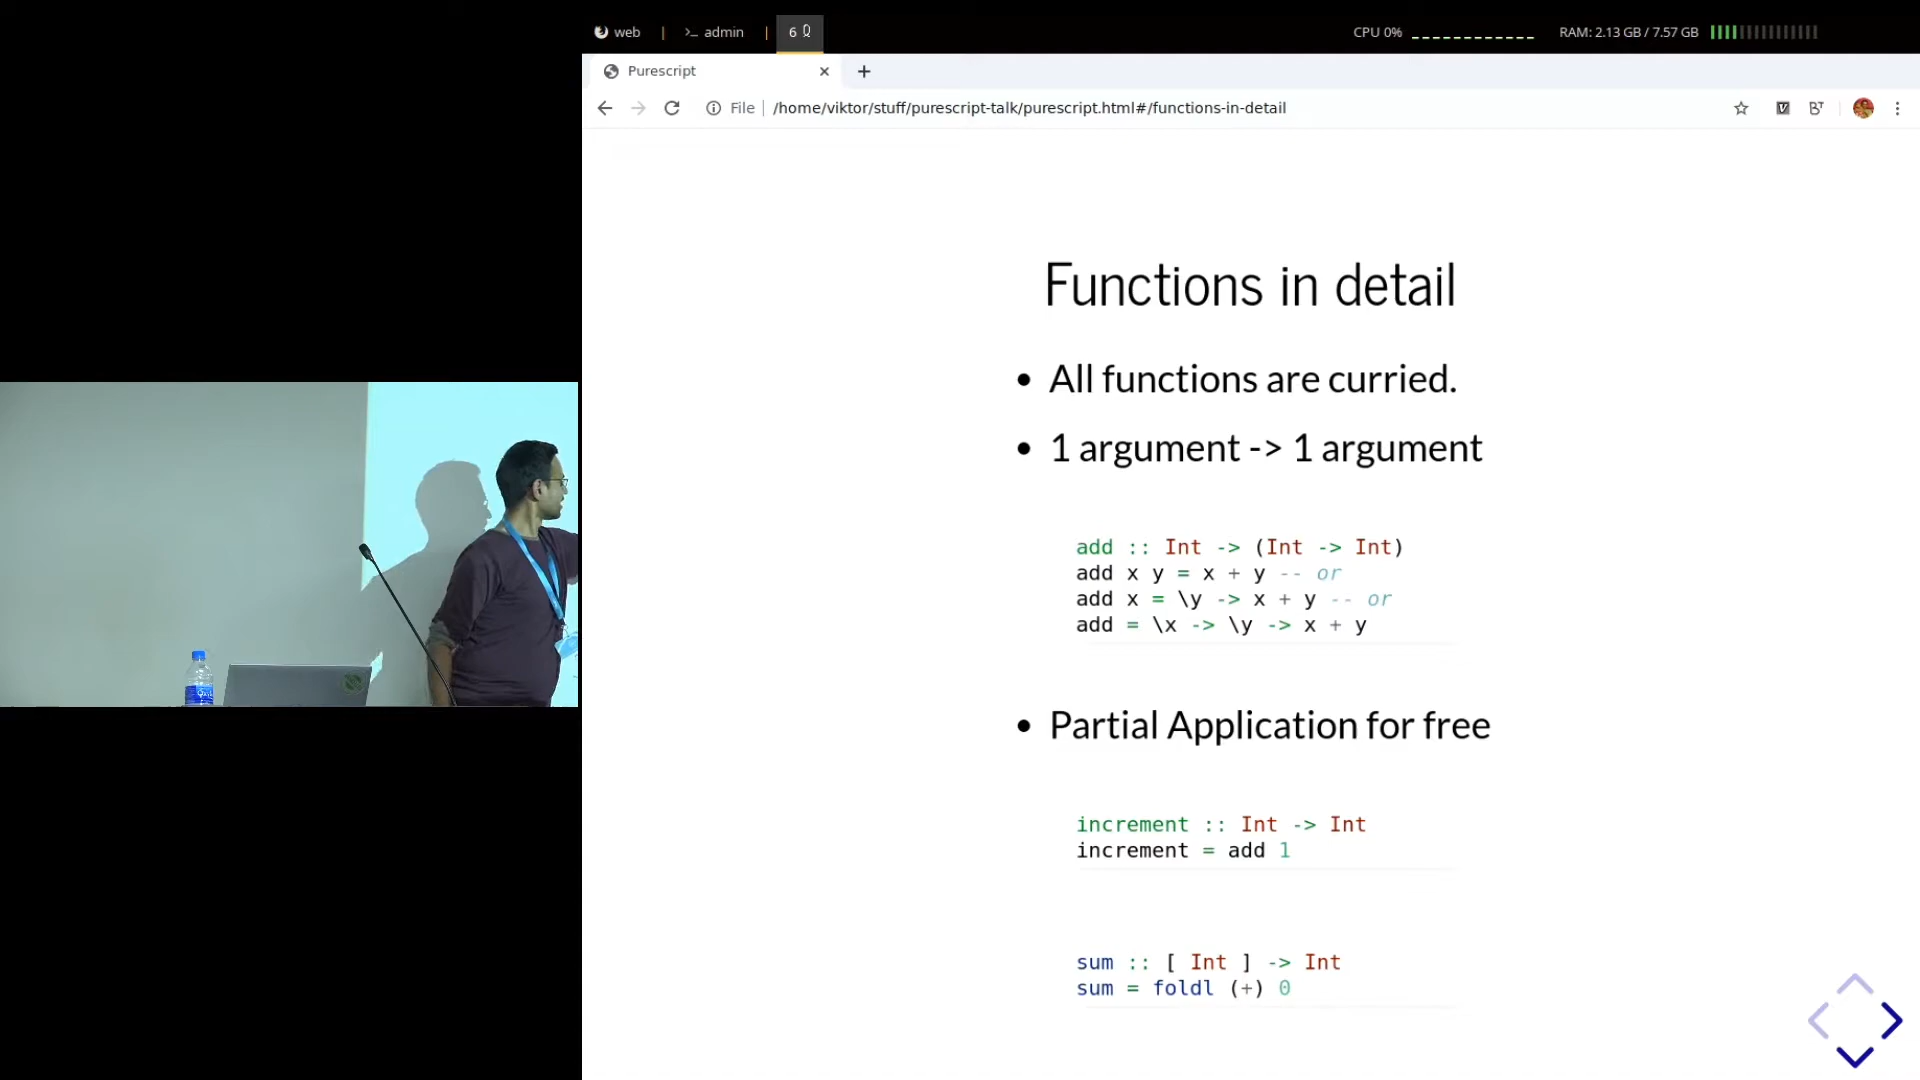 web | >_ admin | 6
CPU 0% RAM: 2.13 GB / 7.57 GB
Purescript
File /home/viktor/stuff/purescript-talk/purescript.html#/functions-in-detail
Functions in detail
• All functions are curried.
• 1 argument -> 1 argument
add :: Int -> (Int -> Int)
add x y = x + y -- or
add x = \y -> x + y -- or
add = \x -> \y -> x + y
• Partial Application for free
increment :: Int -> Int
increment = add 1
sum :: [ Int ] -> Int
sum = foldl (+) 0